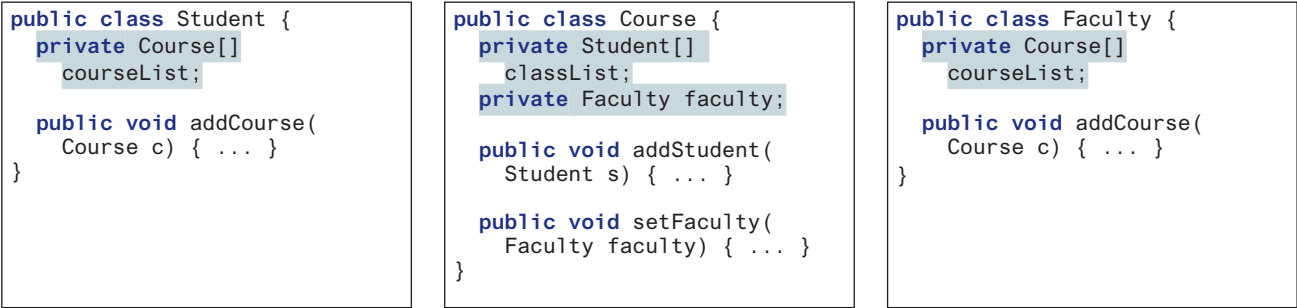 public class Student {
  private Course[]
    courseList;

  public void addCourse(
    Course c) { ... }
}
public class Course {
  private Student[]
    classList;
  private Faculty faculty;

  public void addStudent(
    Student s) { ... }

  public void setFaculty(
    Faculty faculty) { ... }
}
public class Faculty {
  private Course[]
    courseList;

  public void addCourse(
    Course c) { ... }
}